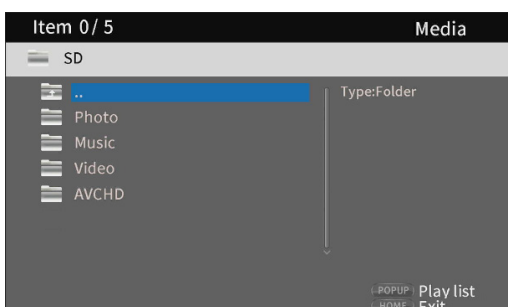 Item 0/ 5 Media
SD
.. Type:Folder
Photo
Music
Video
AVCHD
POPUP Play list
HOME Exit